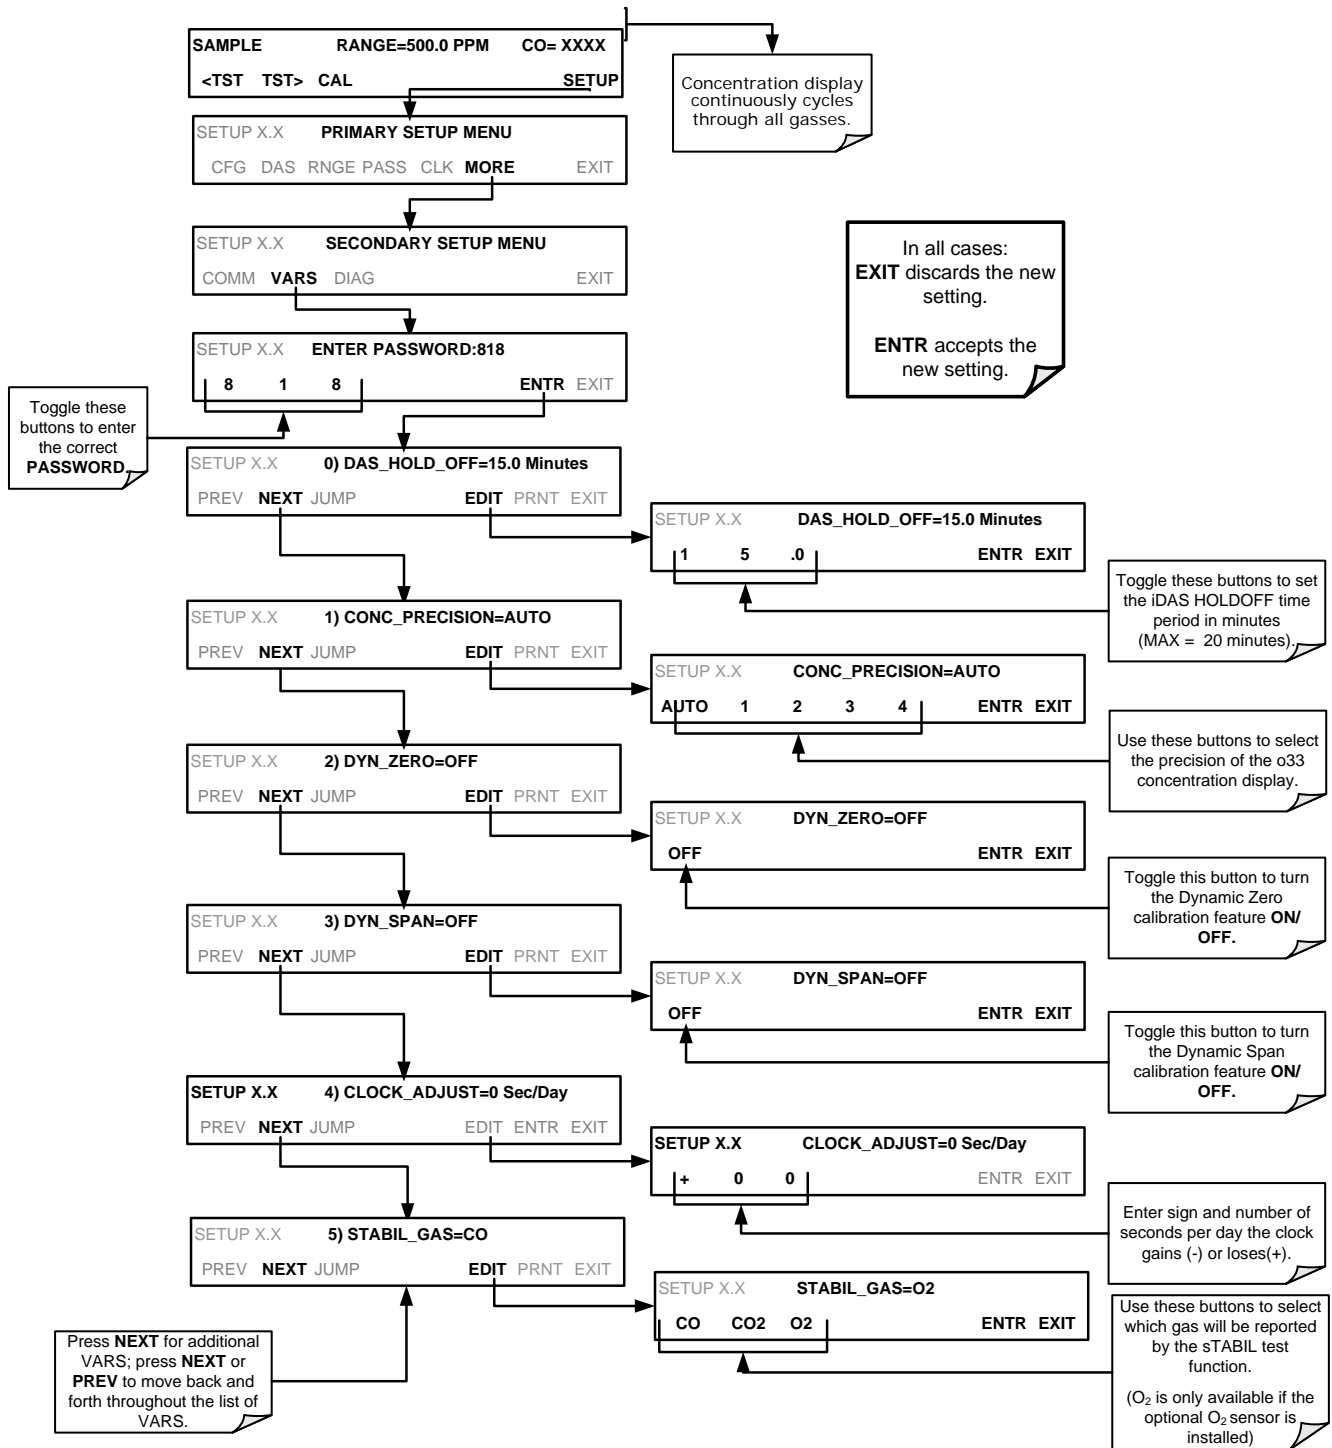 SAMPLE RANGE=500.0 PPM CO= XXXX
<TST TST> CAL SETUP
Concentration display
continuously cycles
through all gasses.
SETUP X.X PRIMARY SETUP MENU
CFG DAS RNGE PASS CLK MORE EXIT
SETUP X.X SECONDARY SETUP MENU
COMM VARS DIAG EXIT
In all cases:
EXIT discards the new
setting.
ENTR accepts the
new setting.
SETUP X.X ENTER PASSWORD:818
8 1 8 ENTR EXIT
Toggle these
buttons to enter
the correct
PASSWORD.
SETUP X.X 0) DAS_HOLD_OFF=15.0 Minutes
PREV NEXT JUMP EDIT PRNT EXIT
SETUP X.X DAS_HOLD_OFF=15.0 Minutes
1 5 .0 ENTR EXIT
Toggle these buttons to set
the iDAS HOLDOFF time
period in minutes
(MAX = 20 minutes).
SETUP X.X 1) CONC_PRECISION=AUTO
PREV NEXT JUMP EDIT PRNT EXIT
SETUP X.X CONC_PRECISION=AUTO
AUTO 1 2 3 4 ENTR EXIT
Use these buttons to select
the precision of the o33
concentration display.
SETUP X.X 2) DYN_ZERO=OFF
PREV NEXT JUMP EDIT PRNT EXIT
SETUP X.X DYN_ZERO=OFF
OFF ENTR EXIT
Toggle this button to turn
the Dynamic Zero
calibration feature ON/
OFF.
SETUP X.X 3) DYN_SPAN=OFF
PREV NEXT JUMP EDIT PRNT EXIT
SETUP X.X DYN_SPAN=OFF
OFF ENTR EXIT
Toggle this button to turn
the Dynamic Span
calibration feature ON/
OFF.
SETUP X.X 4) CLOCK_ADJUST=0 Sec/Day
PREV NEXT JUMP EDIT ENTR EXIT
SETUP X.X CLOCK_ADJUST=0 Sec/Day
+ 0 0 ENTR EXIT
Enter sign and number of
seconds per day the clock
gains (-) or loses(+).
SETUP X.X 5) STABIL_GAS=CO
PREV NEXT JUMP EDIT PRNT EXIT
SETUP X.X STABIL_GAS=O2
CO CO2 O2 ENTR EXIT
Use these buttons to select
which gas will be reported
by the sTABIL test
function.
(O2 is only available if the
optional O2 sensor is
installed)
Press NEXT for additional
VARS; press NEXT or
PREV to move back and
forth throughout the list of
VARS.